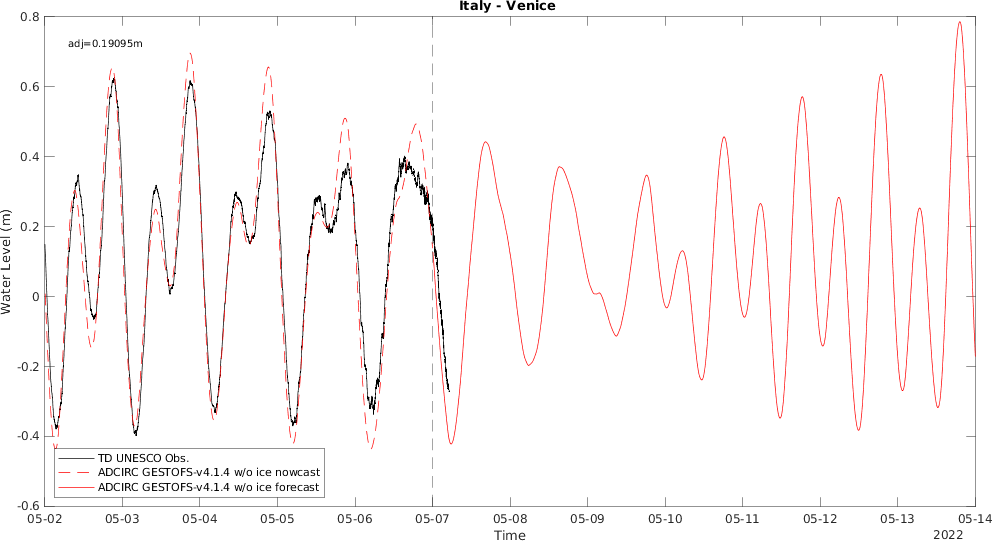 Italy - Venice
adj=0.19095m
0.8
0.6
0.4
0.2
0
-0.2
-0.4
-0.6
Water Level (m)
TD UNESCO Obs.
ADCIRC GESTOFS-v4.1.4 w/o ice nowcast
ADCIRC GESTOFS-v4.1.4 w/o ice forecast
05-02 05-03 05-04 05-05 05-06 05-07 05-08 05-09 05-10 05-11 05-12 05-13 05-14
Time
2022